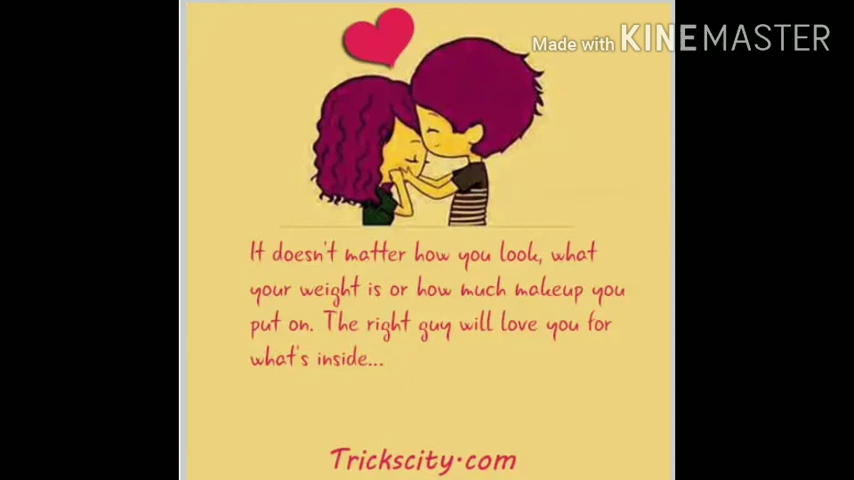 Made with KINEMASTER
It doesn't matter how you look, what
your weight is or how much makeup you
put on. The right guy will love you for
what's inside...
Trickscity.com